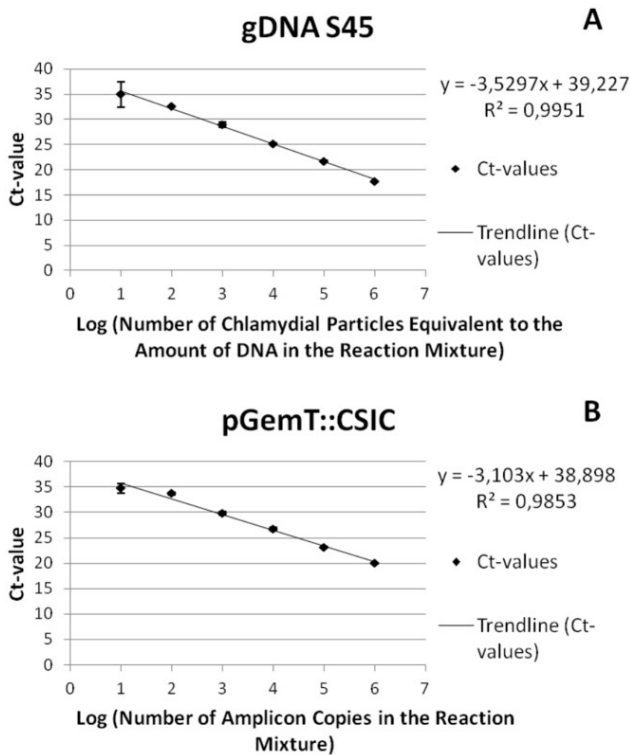 A
gDNA S45
40
35
30
25
20
15
10
5
0
Ct-value
0 1 2 3 4 5 6 7
Log (Number of Chlamydial Particles Equivalent to the
Amount of DNA in the Reaction Mixture)
y = -3,5297x + 39,227
R² = 0,9951
Ct-values
Trendline (Ct-
values)
B
pGemT::CSIC
40
35
30
25
20
15
10
5
0
Ct-value
0 1 2 3 4 5 6 7
Log (Number of Amplicon Copies in the Reaction
Mixture)
y = -3,103x + 38,898
R² = 0,9853
Ct-values
Trendline (Ct-
values)